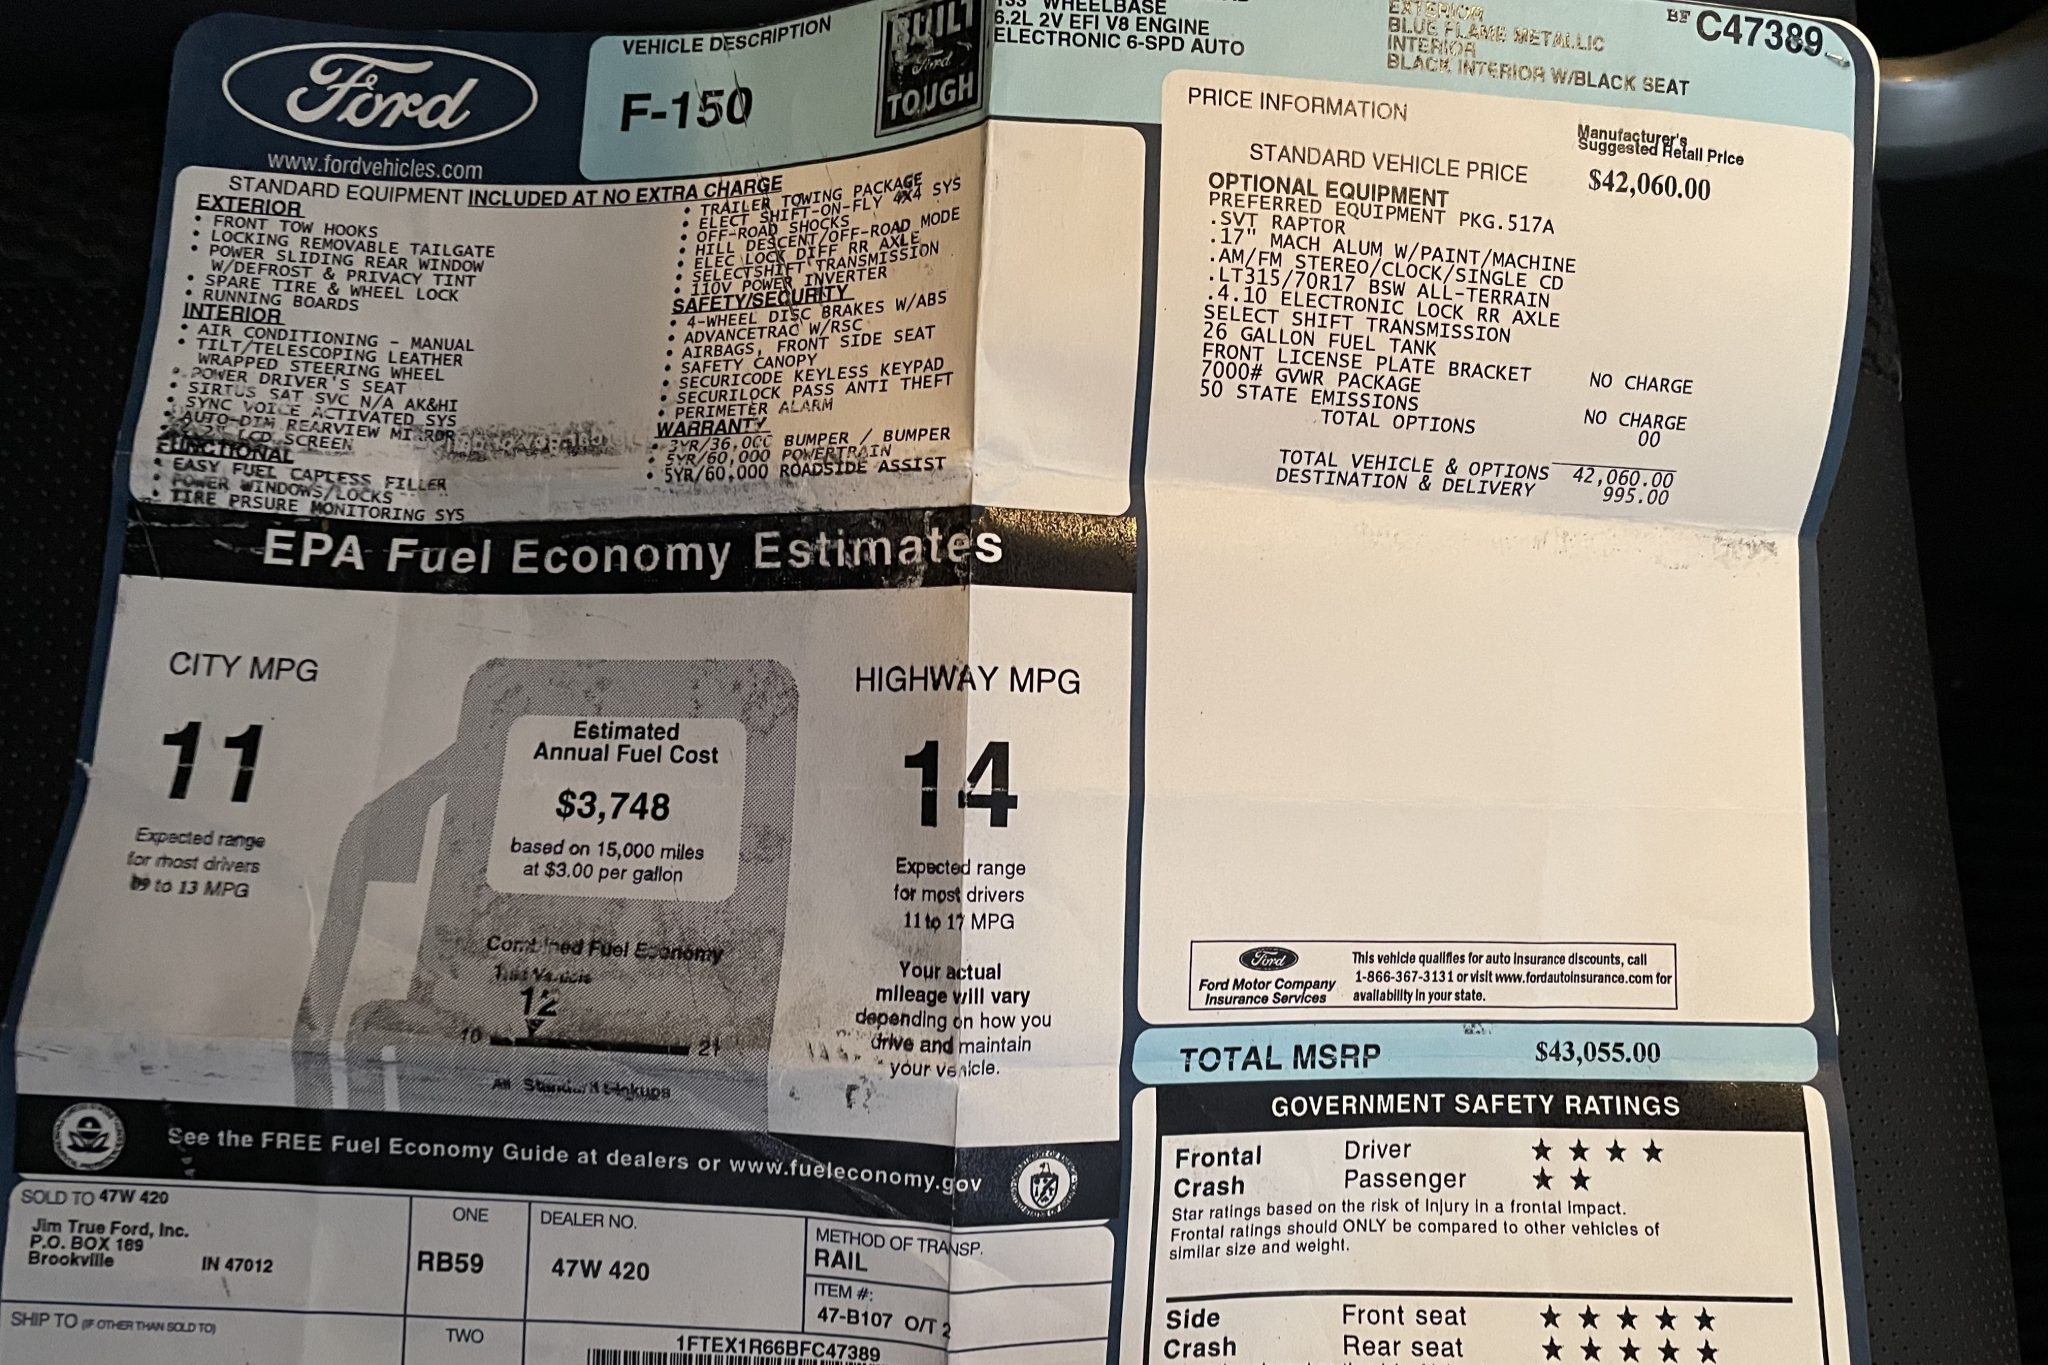 Ford
www.fordvehicles.com
VEHICLE DESCRIPTION
F-150
BUILT
Ford
TOUGH
133" WHEELBASE
6.2L 2V EFI V8 ENGINE
ELECTRONIC 6-SPD AUTO
EXTERIOR
BLUE FLAME METALLIC
INTERIOR
BLACK INTERIOR W/BLACK SEAT
BF C47389
STANDARD EQUIPMENT INCLUDED AT NO EXTRA CHARGE
EXTERIOR
• FRONT TOW HOOKS
• LOCKING REMOVABLE TAILGATE
• POWER SLIDING REAR WINDOW
W/DEFROST & PRIVACY TINT
• SPARE TIRE & WHEEL LOCK
• RUNNING BOARDS
INTERIOR
• AIR CONDITIONING - MANUAL
• TILT/TELESCOPING LEATHER
WRAPPED STEERING WHEEL
• POWER DRIVER'S SEAT
• SIRIUS SAT SVC N/A AK&HI
• SYNC VOICE ACTIVATED SYS
• AUTO-DIM REARVIEW MIRROR
LCD SCREEN
FUNCTIONAL
• EASY FUEL CAPLESS FILLER
• POWER WINDOWS/LOCKS
• TIRE PRSURE MONITORING SYS
• TRAILER TOWING PACKAGE
• ELECT SHIFT-ON-FLY 4X4 SYS
• OFF-ROAD SHOCKS
• HILL DESCENT/OFF-ROAD MODE
• ELEC LOCK DIFF RR AXLE
• SELECTSHIFT TRANSMISSION
• 110V POWER INVERTER
SAFETY/SECURITY
• 4-WHEEL DISC BRAKES W/ABS
• ADVANCETRAC W/RSC
• AIRBAGS, FRONT SIDE SEAT
• SAFETY CANOPY
• SECURICODE KEYLESS KEYPAD
• SECURILOCK PASS ANTI THEFT
• PERIMETER ALARM
WARRANTY
• 3YR/36,000 BUMPER / BUMPER
• 5YR/60,000 POWERTRAIN
• 5YR/60,000 ROADSIDE ASSIST
PRICE INFORMATION
Manufacturer's
Suggested Retail Price
STANDARD VEHICLE PRICE $42,060.00
OPTIONAL EQUIPMENT
PREFERRED EQUIPMENT PKG.517A
.SVT RAPTOR
.17" MACH ALUM W/PAINT/MACHINE
.AM/FM STEREO/CLOCK/SINGLE CD
.LT315/70R17 BSW ALL-TERRAIN
.4.10 ELECTRONIC LOCK RR AXLE
SELECT SHIFT TRANSMISSION
26 GALLON FUEL TANK
FRONT LICENSE PLATE BRACKET NO CHARGE
7000# GVWR PACKAGE
50 STATE EMISSIONS NO CHARGE
TOTAL OPTIONS 00
TOTAL VEHICLE & OPTIONS 42,060.00
DESTINATION & DELIVERY 995.00
EPA Fuel Economy Estimates
CITY MPG
11
Expected range
for most drivers
09 to 13 MPG
Estimated
Annual Fuel Cost
$3,748
based on 15,000 miles
at $3.00 per gallon
Combined Fuel Economy
This Vehicle
12
10 21
All Standard Pickups
HIGHWAY MPG
14
Expected range
for most drivers
11 to 17 MPG
Your actual
mileage will vary
depending on how you
drive and maintain
your vehicle.
See the FREE Fuel Economy Guide at dealers or www.fueleconomy.gov
Ford
Ford Motor Company
Insurance Services
This vehicle qualifies for auto insurance discounts, call
1-866-367-3131 or visit www.fordautoinsurance.com for
availability in your state.
TOTAL MSRP $43,055.00
GOVERNMENT SAFETY RATINGS
Frontal Driver ★ ★ ★ ★
Crash Passenger ★ ★
Star ratings based on the risk of injury in a frontal impact.
Frontal ratings should ONLY be compared to other vehicles of
similar size and weight.
Side Front seat ★ ★ ★ ★ ★
Crash Rear seat ★ ★ ★ ★ ★
SOLD TO 47W 420
Jim True Ford, Inc.
P.O. BOX 189
Brookville IN 47012
ONE
RB59
DEALER NO.
47W 420
METHOD OF TRANSP.
RAIL
ITEM #:
47-B107 O/T 2
SHIP TO (IF OTHER THAN SOLD TO)
TWO
1FTEX1R66BFC47389